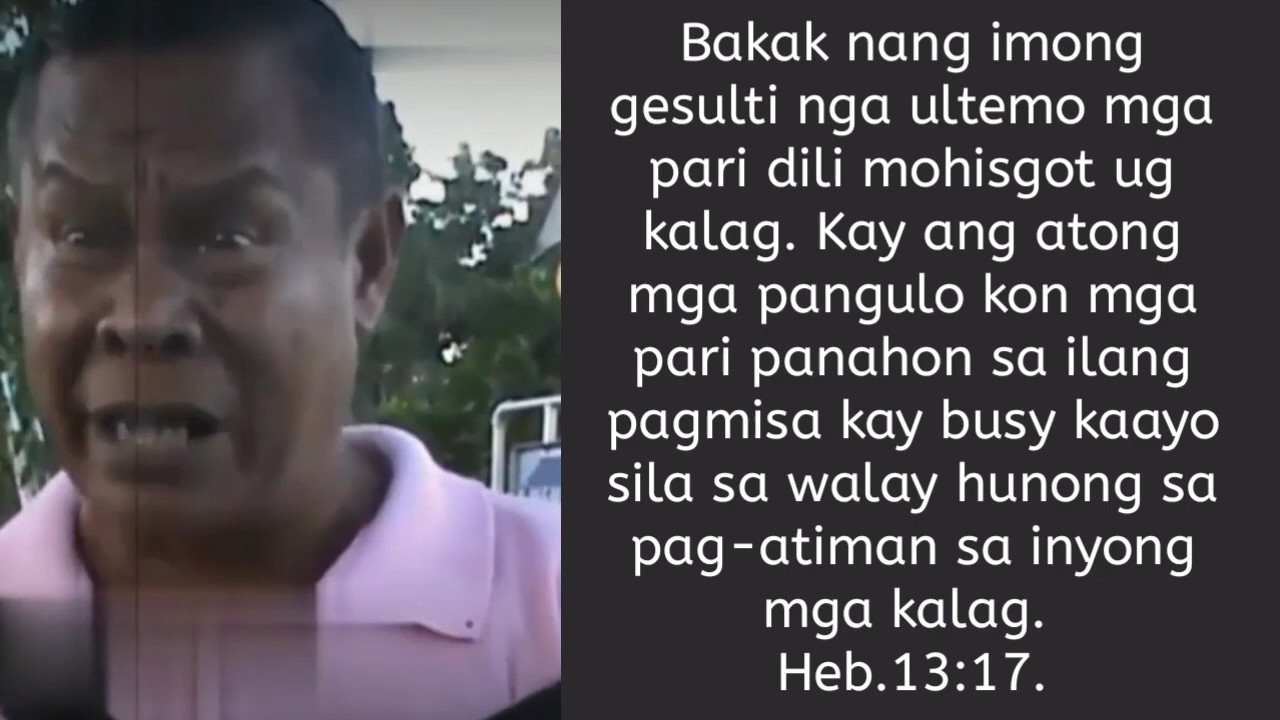 Bakak nang imong
gesulti nga ultemo mga
pari dili mohisgot ug
kalag. Kay ang atong
mga pangulo kon mga
pari panahon sa ilang
pagmisa kay busy kaayo
sila sa walay hunong sa
pag-atiman sa inyong
mga kalag.
Heb.13:17.